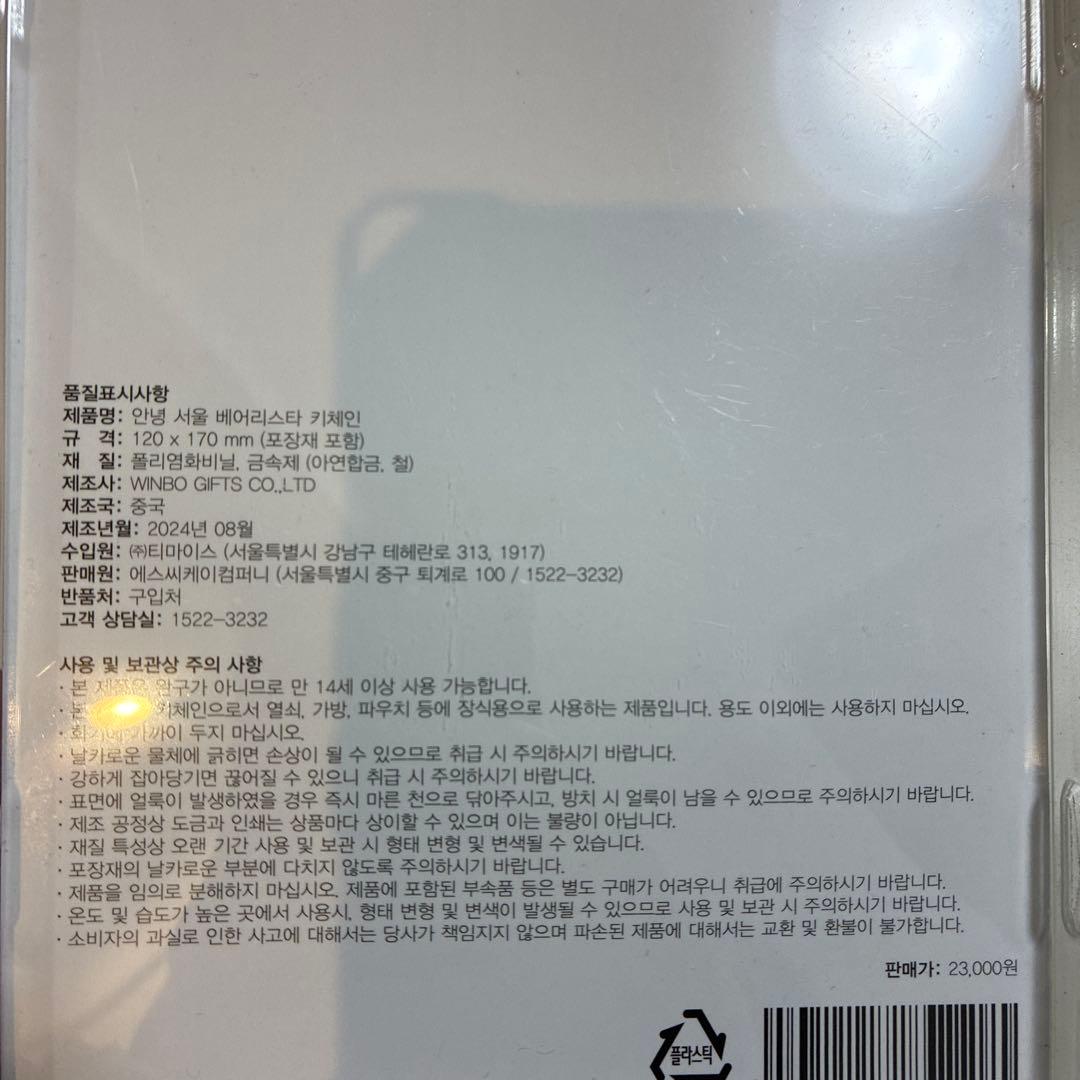 품질표시사항
제품명: 안녕 서울 베어리스타 키체인
규 격: 120 x 170 mm (포장재 포함)
재 질: 폴리염화비닐, 금속제 (아연합금, 철)
제조사: WINBO GIFTS CO.,LTD
제조국: 중국
제조년월: 2024년 08월
수입원: ㈜티마이스 (서울특별시 강남구 테헤란로 313, 1917)
판매원: 에스씨케이컴퍼니 (서울특별시 중구 퇴계로 100 / 1522-3232)
반품처: 구입처
고객 상담실: 1522-3232
사용 및 보관상 주의 사항
· 본 제품은 완구가 아니므로 만 14세 이상 사용 가능합니다.
· 본 키체인으로서 열쇠, 가방, 파우치 등에 장식용으로 사용하는 제품입니다. 용도 이외에는 사용하지 마십시오.
· 화기에 가까이 두지 마십시오.
· 날카로운 물체에 긁히면 손상이 될 수 있으므로 취급 시 주의하시기 바랍니다.
· 강하게 잡아당기면 끊어질 수 있으니 취급 시 주의하시기 바랍니다.
· 표면에 얼룩이 발생하였을 경우 즉시 마른 천으로 닦아주시고, 방치 시 얼룩이 남을 수 있으므로 주의하시기 바랍니다.
· 제조 공정상 도금과 인쇄는 상품마다 상이할 수 있으며 이는 불량이 아닙니다.
· 재질 특성상 오랜 기간 사용 및 보관 시 형태 변형 및 변색될 수 있습니다.
· 포장재의 날카로운 부분에 다치지 않도록 주의하시기 바랍니다.
· 제품을 임의로 분해하지 마십시오. 제품에 포함된 부속품 등은 별도 구매가 어려우니 취급에 주의하시기 바랍니다.
· 온도 및 습도가 높은 곳에서 사용시, 형태 변형 및 변색이 발생될 수 있으므로 사용 및 보관 시 주의하시기 바랍니다.
· 소비자의 과실로 인한 사고에 대해서는 당사가 책임지지 않으며 파손된 제품에 대해서는 교환 및 환불이 불가합니다.
판매가: 23,000원
플라스틱